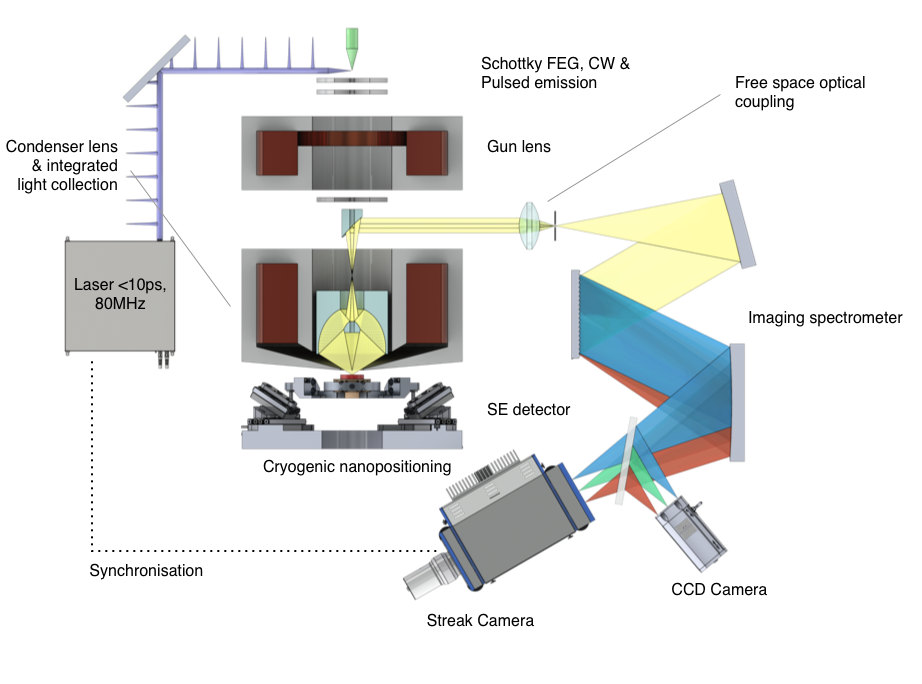 Schottky FEG, CW &
Pulsed emission
Free space optical
coupling
Condenser lens
& integrated
light collection
Gun lens
Laser <10ps,
80MHz
Imaging spectrometer
SE detector
Cryogenic nanopositioning
Synchronisation
CCD Camera
Streak Camera